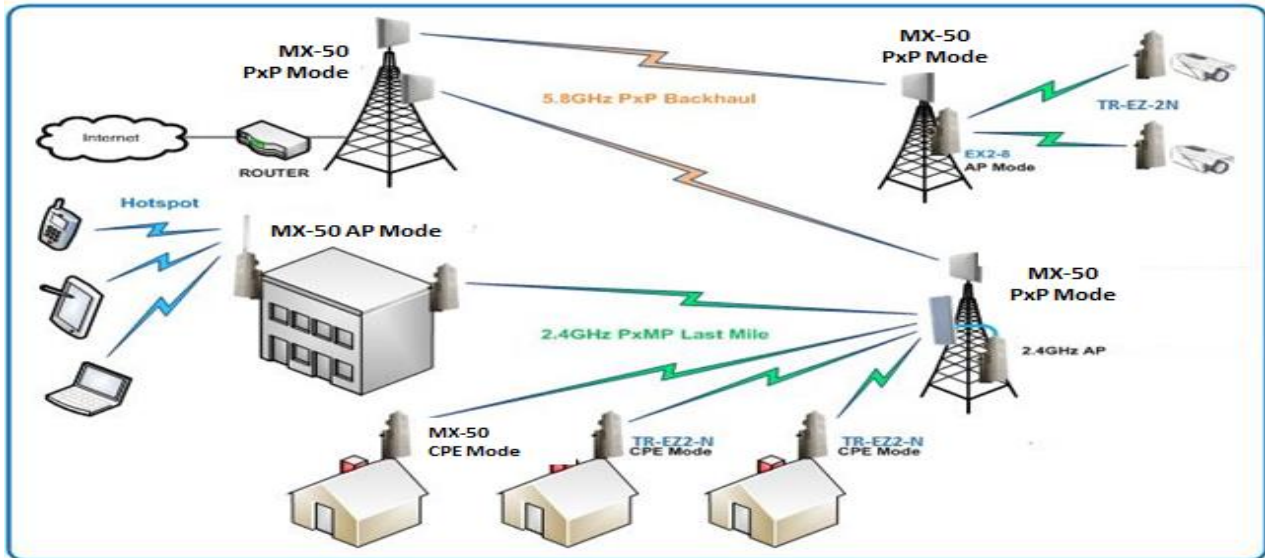 MX-50
PxP Mode
MX-50
PxP Mode
5.8GHz PxP Backhaul
TR-EZ-2N
Internet
ROUTER
EX2-8
AP Mode
Hotspot
MX-50 AP Mode
MX-50
PxP Mode
2.4GHz PxMP Last Mile
2.4GHz AP
MX-50
CPE Mode
TR-EZ2-N
CPE Mode
TR-EZ2-N
CPE Mode